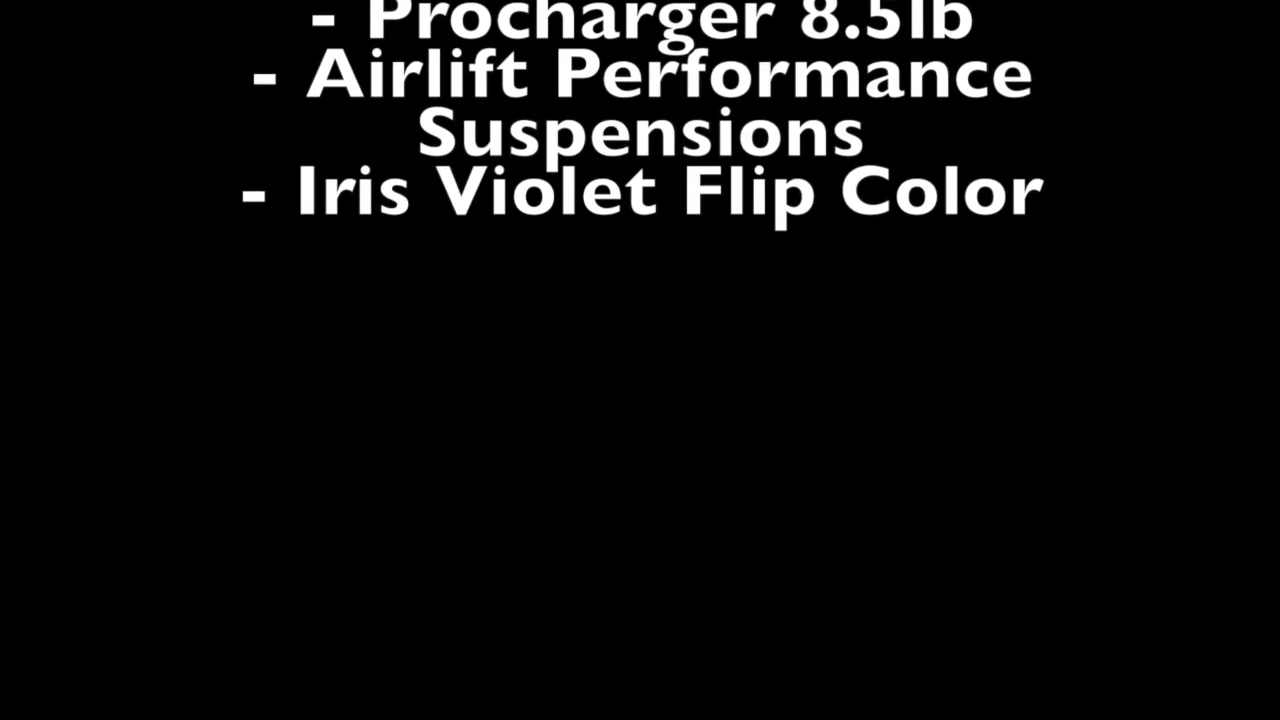 - Procharger 8.5lb
- Airlift Performance
Suspensions
- Iris Violet Flip Color